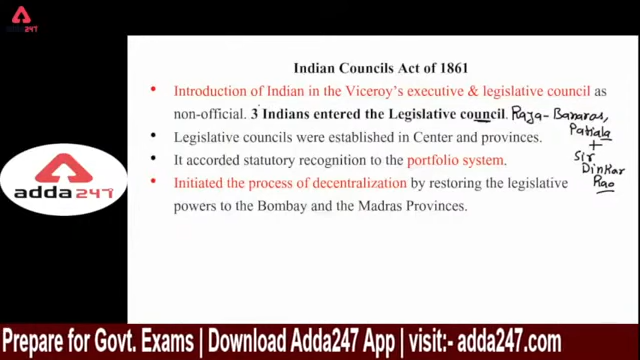 Adda247
Indian Councils Act of 1861
• Introduction of Indian in the Viceroy's executive & legislative council as
non-official. 3 Indians entered the Legislative council. Raja - Banaras,
Patiala
+
Sir
Dinkar
Rao
• Legislative councils were established in Center and provinces.
• It accorded statutory recognition to the portfolio system.
• Initiated the process of decentralization by restoring the legislative
powers to the Bombay and the Madras Provinces.
adda247
Prepare for Govt. Exams | Download Adda247 App | visit:- adda247.com